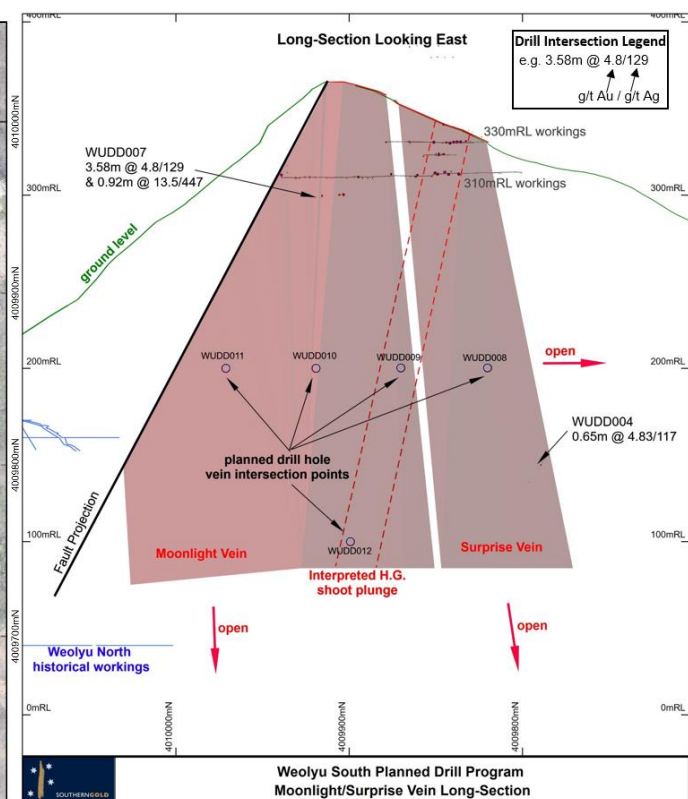 400mRL
400mRL
Long-Section Looking East
Drill Intersection Legend
e.g. 3.58m @ 4.8/129
g/t Au / g/t Ag
4010000mN
330mRL workings
WUDD007
3.58m @ 4.8/129
& 0.92m @ 13.5/447
310mRL workings
300mRL
300mRL
ground level
4009900mN
WUDD011
WUDD010
WUDD009
WUDD008
200mRL
200mRL
open
WUDD004
0.65m @ 4.83/117
planned drill hole
vein intersection points
4009800mN
100mRL
100mRL
Fault Projection
Moonlight Vein
WUDD012
Surprise Vein
Interpreted H.G.
shoot plunge
open
open
4009700mN
Weolyu North
historical workings
0mRL
0mRL
4010000mN
4009900mN
4009800mN
SOUTHERNGOLD
Weolyu South Planned Drill Program
Moonlight/Surprise Vein Long-Section